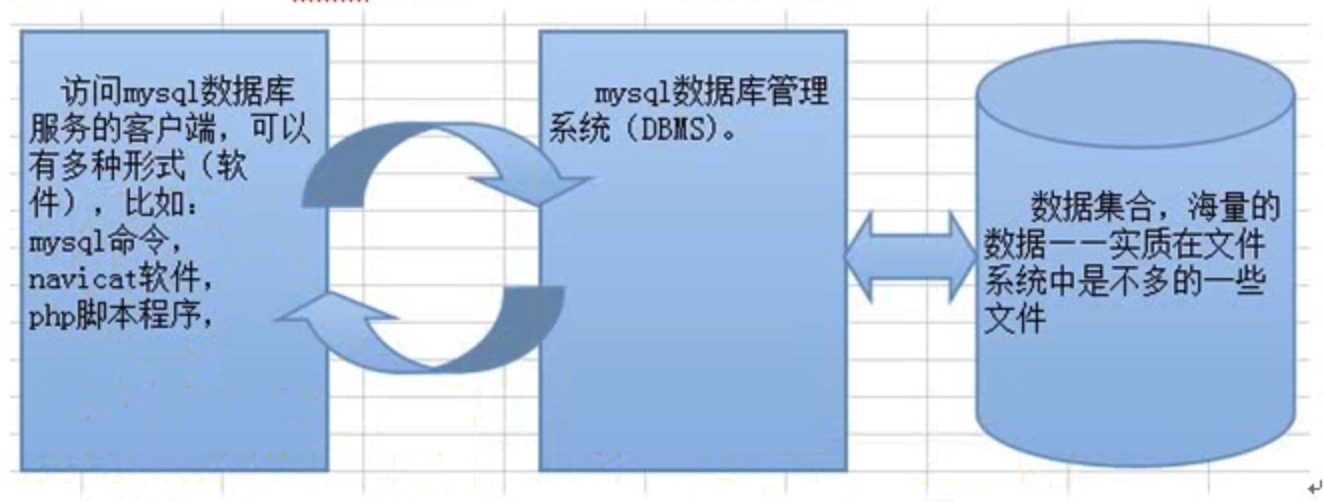 访问mysql数据库
服务的客户端，可以
有多种形式（软
件），比如：
mysql命令，
navicat软件，
php脚本程序，
mysql数据库管理
系统（DBMS）。
数据集合，海量的
数据——实质在文件
系统中是不多的一些
文件